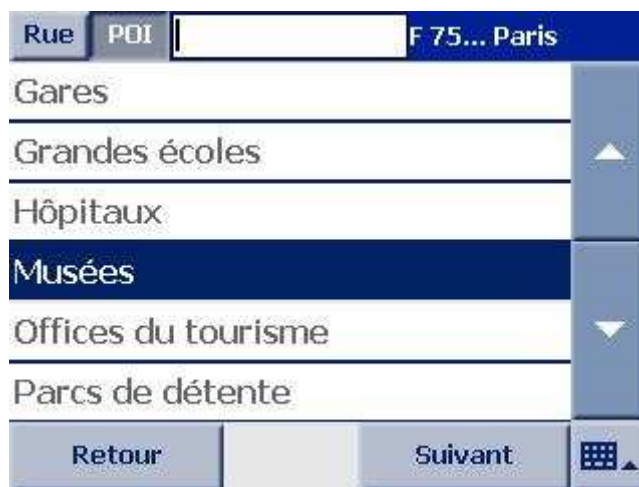 Rue POI F 75... Paris
Gares
Grandes écoles
Hôpitaux
Musées
Offices du tourisme
Parcs de détente
Retour Suivant